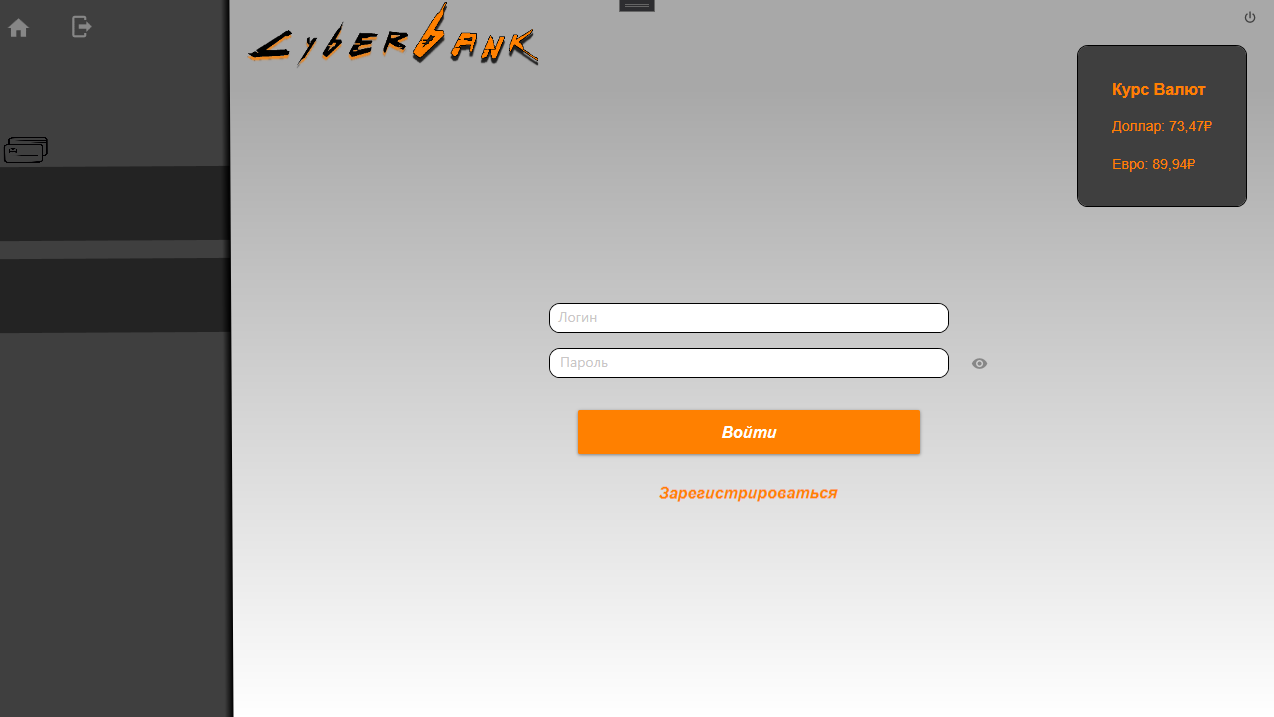 CyberBank
Курс Валют
Доллар: 73,47₽
Евро: 89,94₽
Логин
Пароль
Войти
Зарегистрироваться